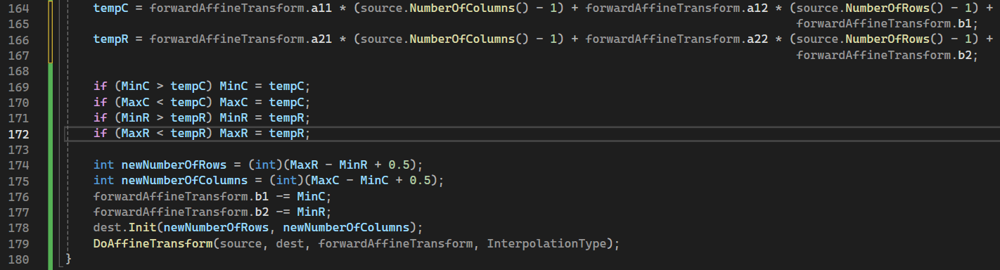 164 tempC = forwardAffineTransform.a11 * (source.NumberOfColumns() - 1) + forwardAffineTransform.a12 * (source.NumberOfRows() - 1) +
165 forwardAffineTransform.b1;
166 tempR = forwardAffineTransform.a21 * (source.NumberOfColumns() - 1) + forwardAffineTransform.a22 * (source.NumberOfRows() - 1) +
167 forwardAffineTransform.b2;
168
169 if (MinC > tempC) MinC = tempC;
170 if (MaxC < tempC) MaxC = tempC;
171 if (MinR > tempR) MinR = tempR;
172 if (MaxR < tempR) MaxR = tempR;
173
174 int newNumberOfRows = (int)(MaxR - MinR + 0.5);
175 int newNumberOfColumns = (int)(MaxC - MinC + 0.5);
176 forwardAffineTransform.b1 -= MinC;
177 forwardAffineTransform.b2 -= MinR;
178 dest.Init(newNumberOfRows, newNumberOfColumns);
179 DoAffineTransform(source, dest, forwardAffineTransform, InterpolationType);
180 }